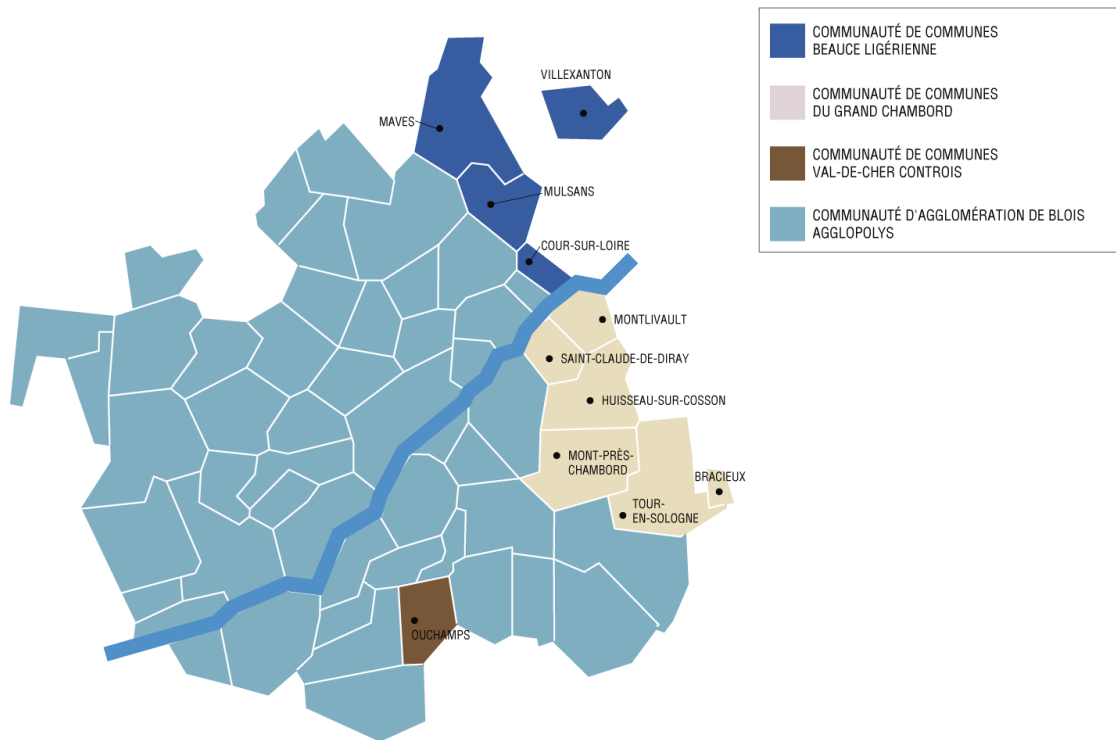 COMMUNAUTÉ DE COMMUNES
BEAUCE LIGÉRIENNE
COMMUNAUTÉ DE COMMUNES
DU GRAND CHAMBORD
COMMUNAUTÉ DE COMMUNES
VAL-DE-CHER CONTROIS
COMMUNAUTÉ D'AGGLOMÉRATION DE BLOIS
AGGLOPOLYS
VILLEXANTON
MAVES
MULSANS
COUR-SUR-LOIRE
MONTLIVAULT
SAINT-CLAUDE-DE-DIRAY
HUISSEAU-SUR-COSSON
MONT-PRÈS-
CHAMBORD
BRACIEUX
TOUR-
EN-SOLOGNE
OUCHAMPS